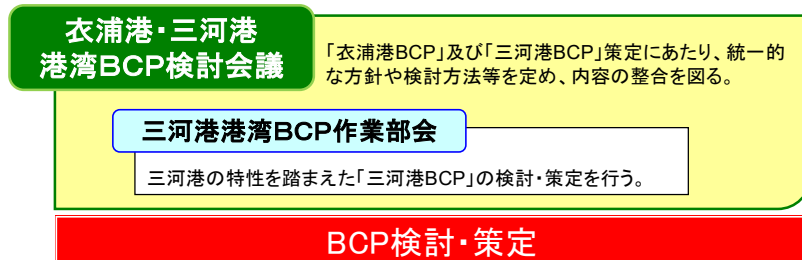 衣浦港・三河港
港湾BCP検討会議
「衣浦港BCP」及び「三河港BCP」策定にあたり、統一的
な方針や検討方法等を定め、内容の整合を図る。
三河港港湾BCP作業部会
三河港の特性を踏まえた「三河港BCP」の検討・策定を行う。
BCP検討・策定